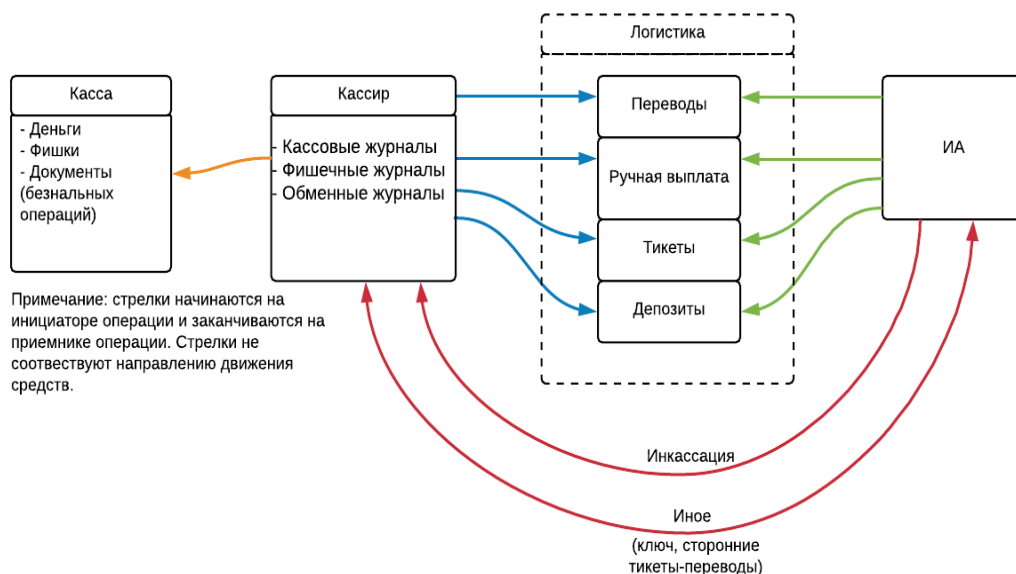 Логистика
Касса
- Деньги
- Фишки
- Документы
(безнальных
операций)
Кассир
- Кассовые журналы
- Фишечные журналы
- Обменные журналы
Переводы
Ручная выплата
Тикеты
Депозиты
ИА
Примечание: стрелки начинаются на
инициаторе операции и заканчиваются на
приемнике операции. Стрелки не
соотвествуют направлению движения
средств.
Инкассация
Иное
(ключ, сторонние
тикеты-переводы)